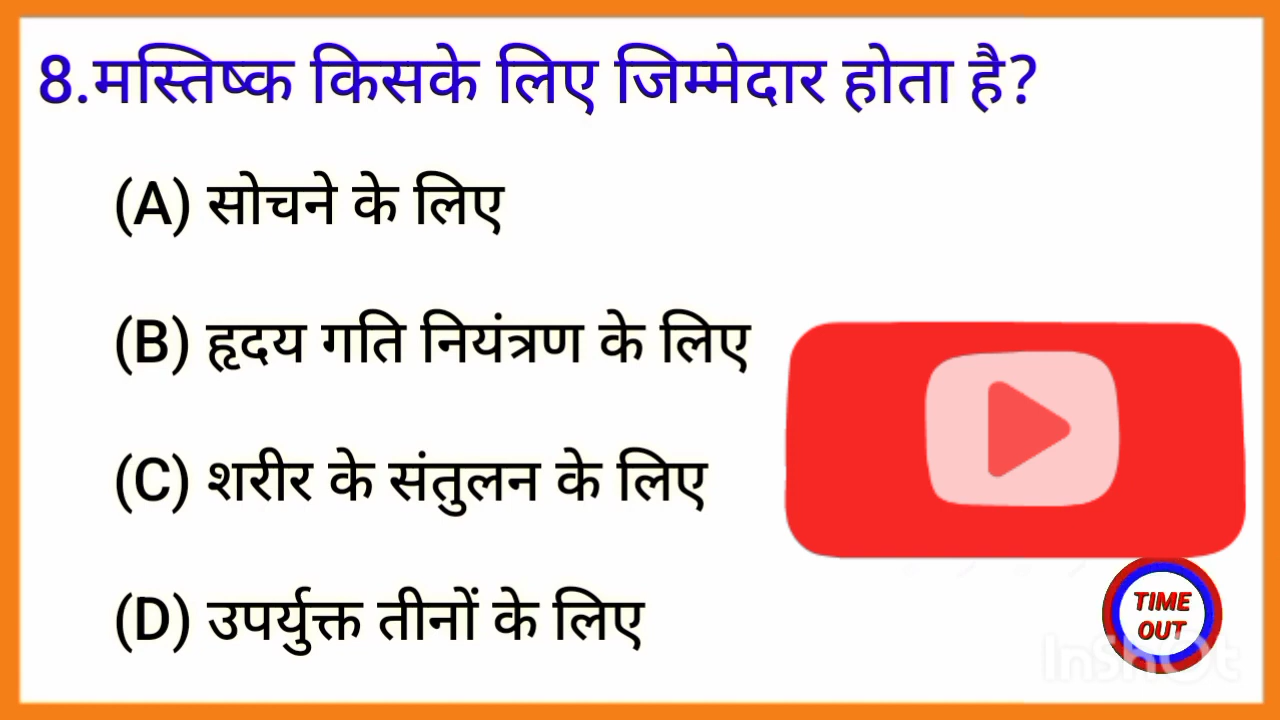 8.मस्तिष्क किसके लिए जिम्मेदार होता है?
(A) सोचने के लिए
(B) हृदय गति नियंत्रण के लिए
(C) शरीर के संतुलन के लिए
(D) उपर्युक्त तीनों के लिए
TIME
OUT
InShOt